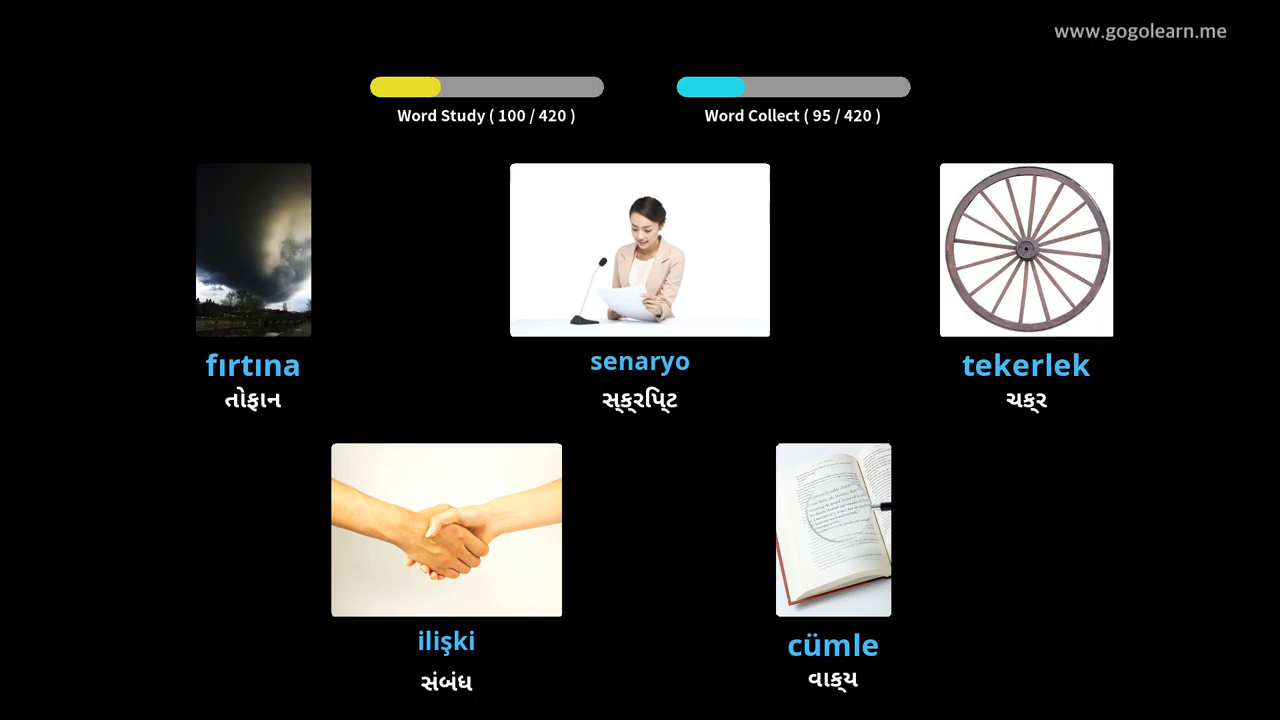 www.gogolearn.me
Word Study ( 100 / 420 )
Word Collect ( 95 / 420 )
fırtına
તોફાન
senaryo
સ્ક્રિપ્ટ
tekerlek
ચક્ર
ilişki
સંબંધ
cümle
વાક્ય